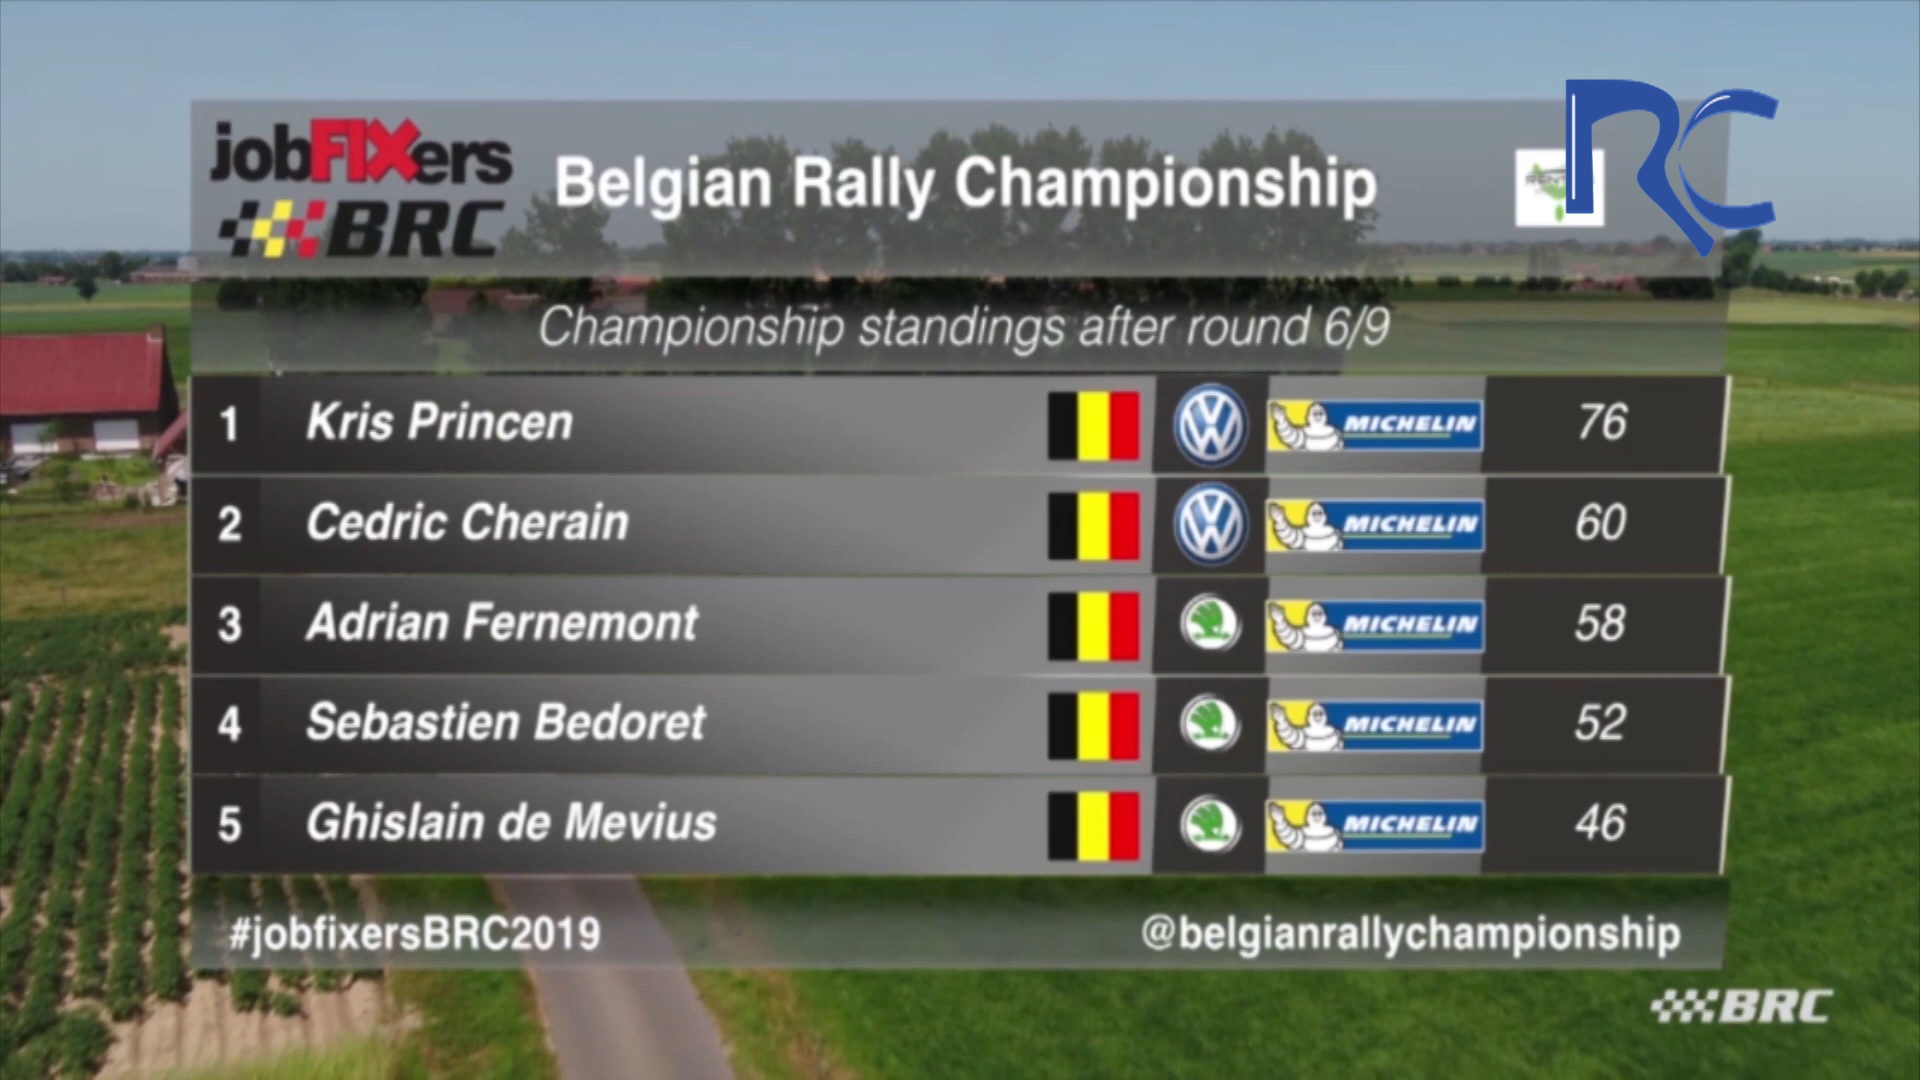 jobFIXers
BRC
Belgian Rally Championship
RC
Championship standings after round 6/9
1 Kris Princen MICHELIN 76
2 Cedric Cherain MICHELIN 60
3 Adrian Fernemont MICHELIN 58
4 Sebastien Bedoret MICHELIN 52
5 Ghislain de Mevius MICHELIN 46
#jobfixersBRC2019 @belgianrallychampionship
BRC